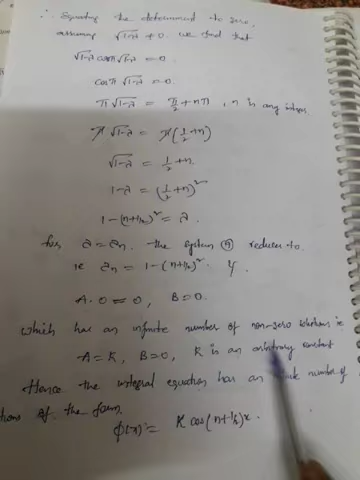 ∴ Equating the determinant to zero,
assuming √1-λ ≠ 0. we find that
√1-λ cosπ√1-λ = 0.
cosπ √1-λ = 0.
π √1-λ = π/2 + nπ, n is any integer
π √1-λ = π(1/2 + n)
√1-λ = 1/2 + n.
1-λ = (1/2 + n)²
1-(n+1/2)² = λ.
for λ = λn. the system reduces to
ie λn = 1-(n+1/2)².
A·0 = 0, B = 0.
which has an infinite number of non-zero solutions ie
A = K, B = 0, K is an arbitrary constant
Hence the integral equation has an number of
of the form.
φ(x) = K cos(n+1/2)x.